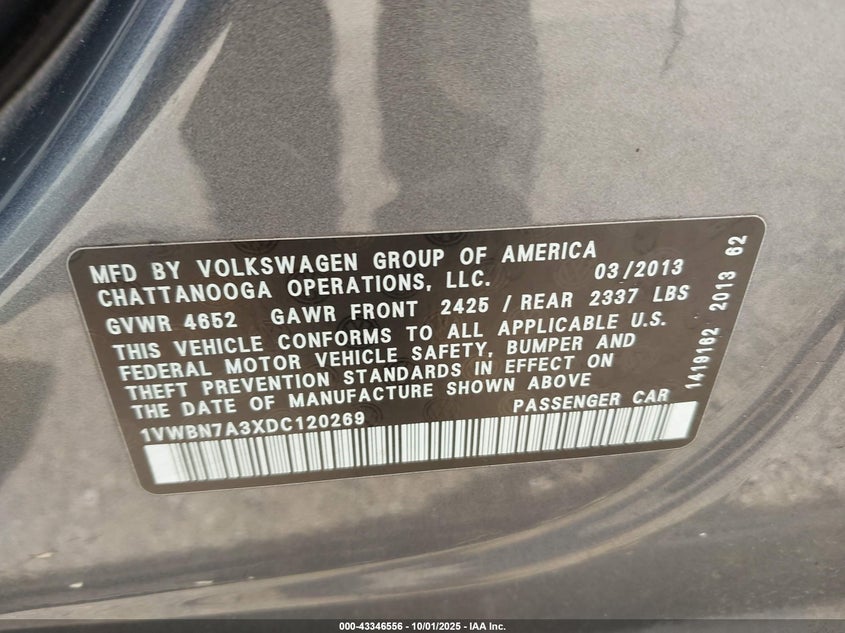 MFD BY VOLKSWAGEN GROUP OF AMERICA
CHATTANOOGA OPERATIONS, LLC. 03/2013
GVWR 4652 GAWR FRONT 2425 / REAR 2337 LBS
THIS VEHICLE CONFORMS TO ALL APPLICABLE U.S.
FEDERAL MOTOR VEHICLE SAFETY, BUMPER AND
THEFT PREVENTION STANDARDS IN EFFECT ON
THE DATE OF MANUFACTURE SHOWN ABOVE
1VWBN7A3XDC120269 PASSENGER CAR
1419162 2013 62
000-43346556 - 10/01/2025 - IAA Inc.